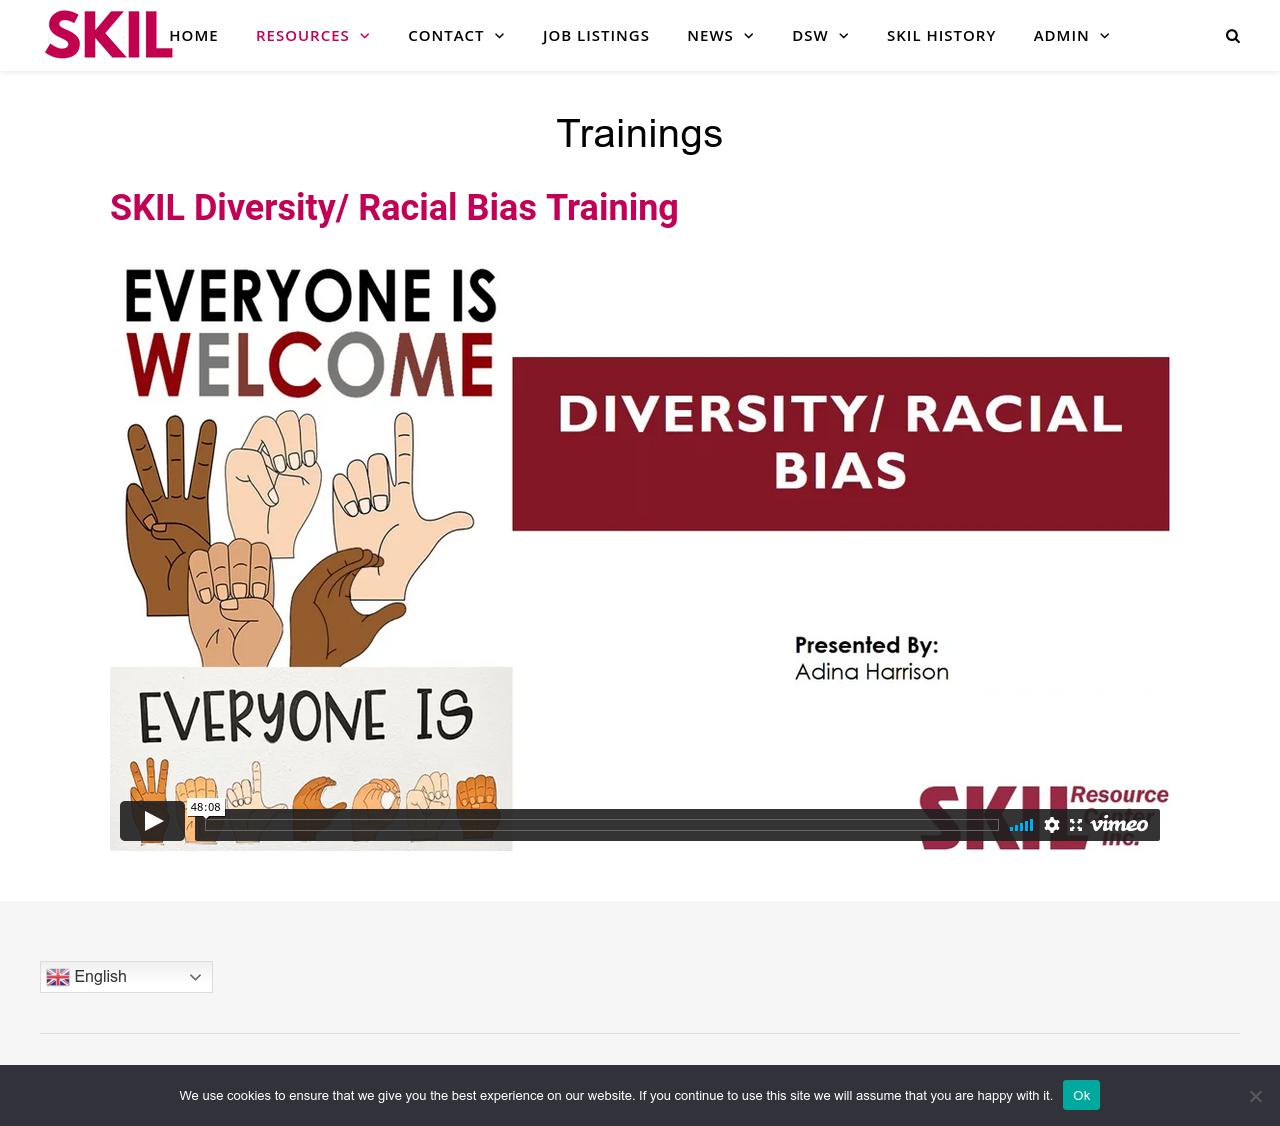 SKIL
HOME RESOURCES CONTACT JOB LISTINGS NEWS DSW SKIL HISTORY ADMIN
Trainings
SKIL Diversity/ Racial Bias Training
EVERYONE IS
WELCOME
DIVERSITY/ RACIAL
BIAS
Presented By:
Adina Harrison
EVERYONE IS
SKIL Resource
Center
Inc.
48:08
vimeo
English
We use cookies to ensure that we give you the best experience on our website. If you continue to use this site we will assume that you are happy with it.
Ok